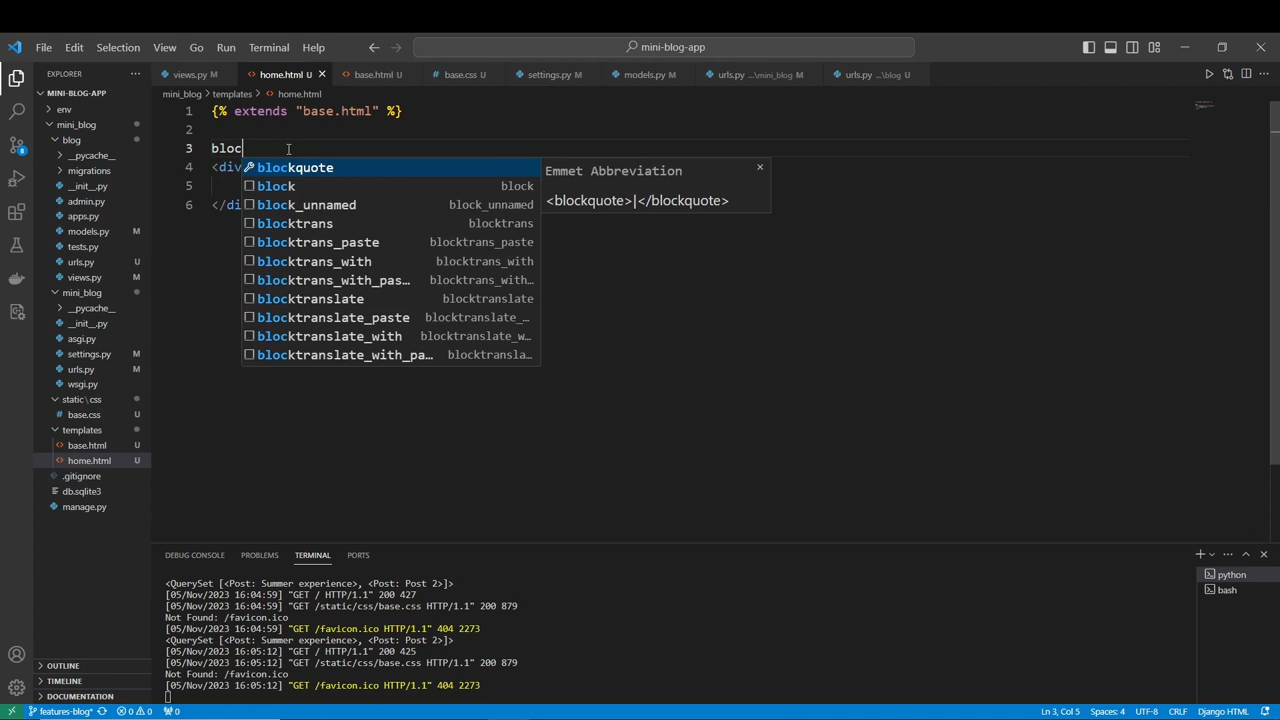 File Edit Selection View Go Run Terminal Help
mini-blog-app
EXPLORER
views.py M
home.html U
base.html U
base.css U
settings.py M
models.py M
urls.py ...\mini_blog M
urls.py ...\blog U
MINI-BLOG-APP
mini_blog > templates > home.html
env
mini_blog
blog
__pycache__
migrations
__init__.py
admin.py
apps.py
models.py M
tests.py
urls.py U
views.py M
mini_blog
__pycache__
__init__.py
asgi.py
settings.py M
urls.py M
wsgi.py
static\css
base.css U
templates
base.html U
home.html U
.gitignore
db.sqlite3
manage.py
OUTLINE
TIMELINE
DOCUMENTATION
8
1 {% extends "base.html" %}
2
3 bloc
4 <div
5
6 </di
blockquote
block block
block_unnamed block_unnamed
blocktrans blocktrans
blocktrans_paste blocktrans_paste
blocktrans_with blocktrans_with
blocktrans_with_pas… blocktrans_with…
blocktranslate blocktranslate
blocktranslate_paste blocktranslate_…
blocktranslate_with blocktranslate_w…
blocktranslate_with_pa… blocktransla…
Emmet Abbreviation
<blockquote>|</blockquote>
DEBUG CONSOLE PROBLEMS TERMINAL PORTS
<QuerySet [<Post: Summer experience>, <Post: Post 2>]>
[05/Nov/2023 16:04:59] "GET / HTTP/1.1" 200 427
[05/Nov/2023 16:04:59] "GET /static/css/base.css HTTP/1.1" 200 879
Not Found: /favicon.ico
[05/Nov/2023 16:04:59] "GET /favicon.ico HTTP/1.1" 404 2273
<QuerySet [<Post: Summer experience>, <Post: Post 2>]>
[05/Nov/2023 16:05:12] "GET / HTTP/1.1" 200 425
[05/Nov/2023 16:05:12] "GET /static/css/base.css HTTP/1.1" 200 879
Not Found: /favicon.ico
[05/Nov/2023 16:05:12] "GET /favicon.ico HTTP/1.1" 404 2273
python
bash
features-blog* 0 0 0
Ln 3, Col 5 Spaces: 4 UTF-8 CRLF Django HTML